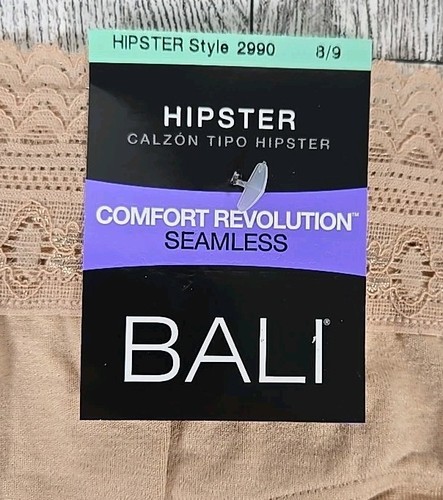 HIPSTER Style 2990 8/9
HIPSTER
CALZÓN TIPO HIPSTER
COMFORT REVOLUTION™
SEAMLESS
BALI®